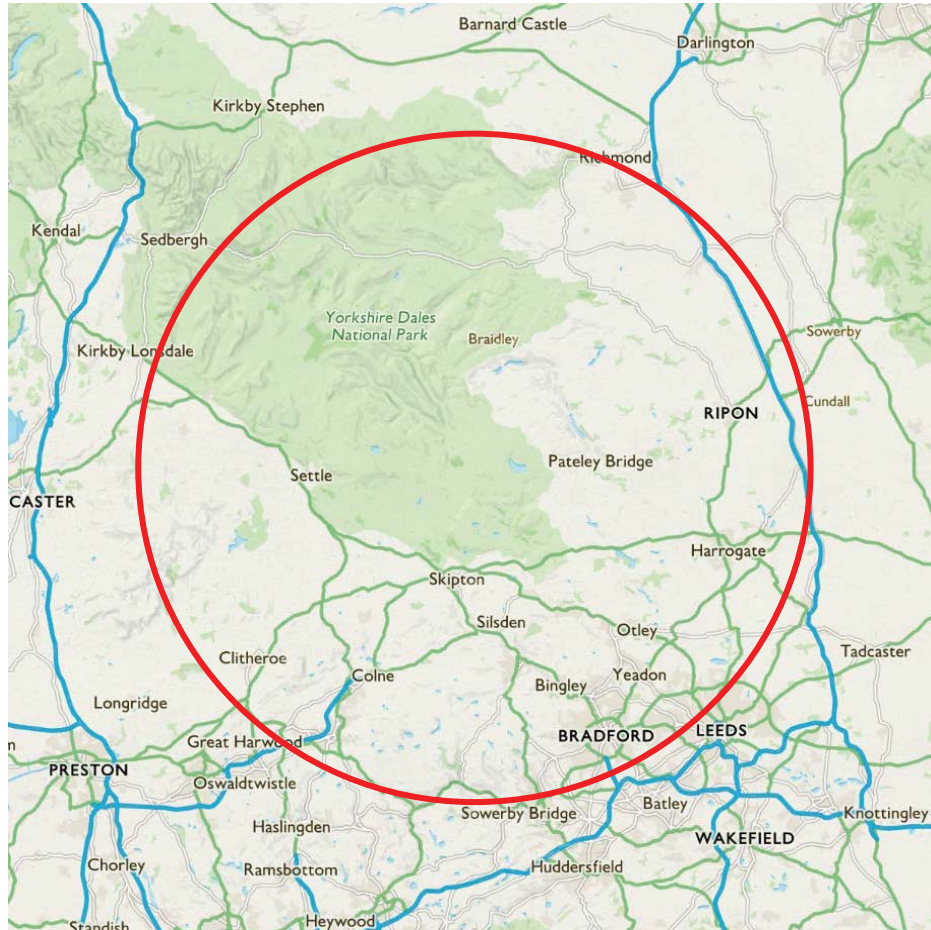 Barnard Castle
Darlington
Kirkby Stephen
Richmond
Kendal
Sedbergh
Yorkshire Dales
National Park
Braidley
Sowerby
Kirkby Lonsdale
Cundall
RIPON
Pateley Bridge
Settle
CASTER
Harrogate
Skipton
Silsden
Otley
Tadcaster
Clitheroe
Colne
Yeadon
Bingley
Longridge
LEEDS
BRADFORD
Great Harwood
m
PRESTON
Oswaldtwistle
Batley
Sowerby Bridge
Knottingley
Haslingden
WAKEFIELD
Chorley
Ramsbottom
Huddersfield
Heywood
Standish